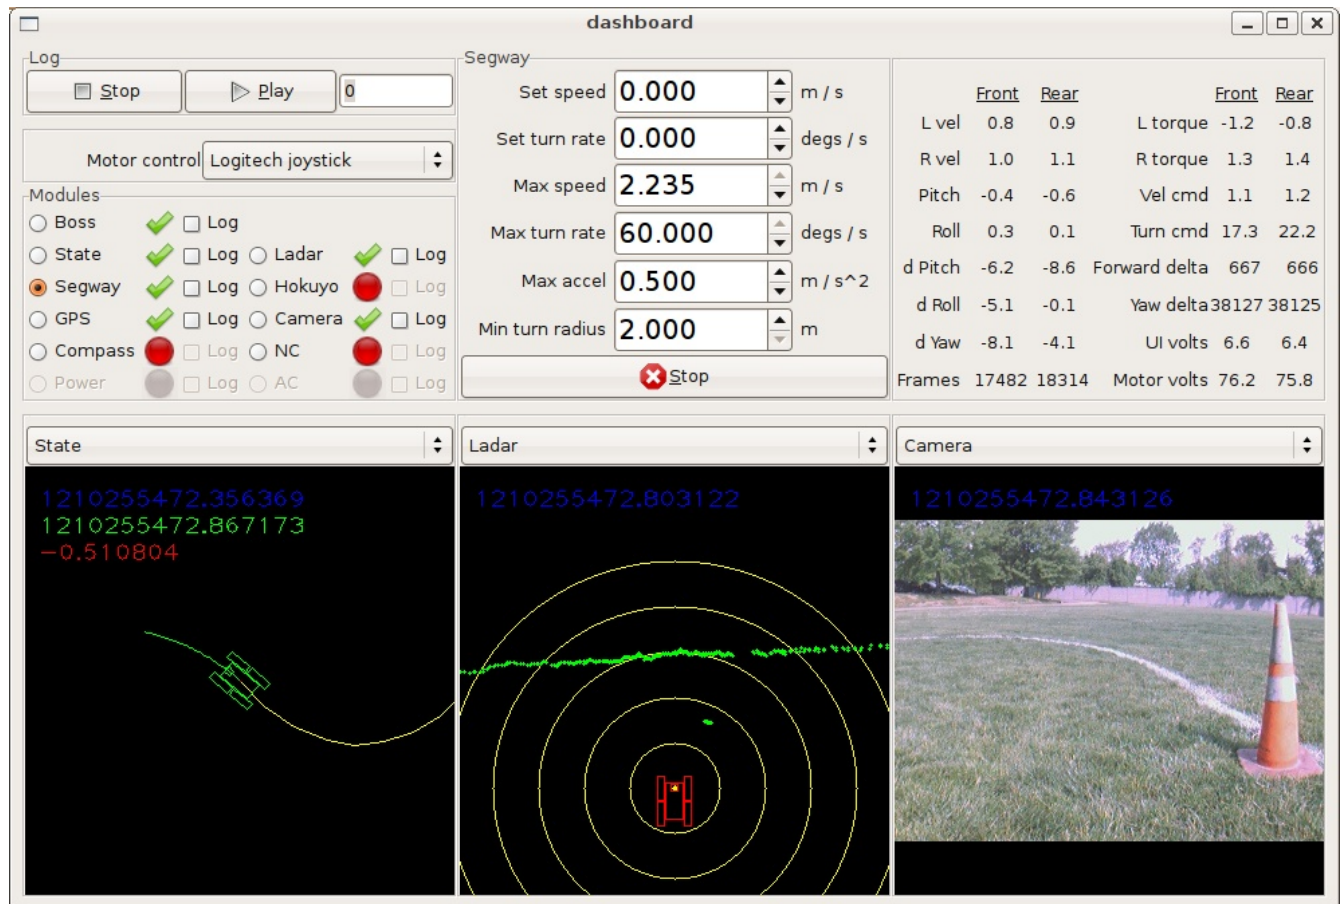 dashboard
Log
Stop Play 0
Motor control Logitech joystick
Modules
Boss Log
State Log Ladar Log
Segway Log Hokuyo Log
GPS Log Camera Log
Compass Log NC Log
Power Log AC Log
Segway
Set speed 0.000 m / s
Set turn rate 0.000 degs / s
Max speed 2.235 m / s
Max turn rate 60.000 degs / s
Max accel 0.500 m / s^2
Min turn radius 2.000 m
Stop
Front Rear Front Rear
L vel 0.8 0.9 L torque -1.2 -0.8
R vel 1.0 1.1 R torque 1.3 1.4
Pitch -0.4 -0.6 Vel cmd 1.1 1.2
Roll 0.3 0.1 Turn cmd 17.3 22.2
d Pitch -6.2 -8.6 Forward delta 667 666
d Roll -5.1 -0.1 Yaw delta 38127 38125
d Yaw -8.1 -4.1 UI volts 6.6 6.4
Frames 17482 18314 Motor volts 76.2 75.8
State
1210255472.356369
1210255472.867173
-0.510804
Ladar
1210255472.803122
Camera
1210255472.843126